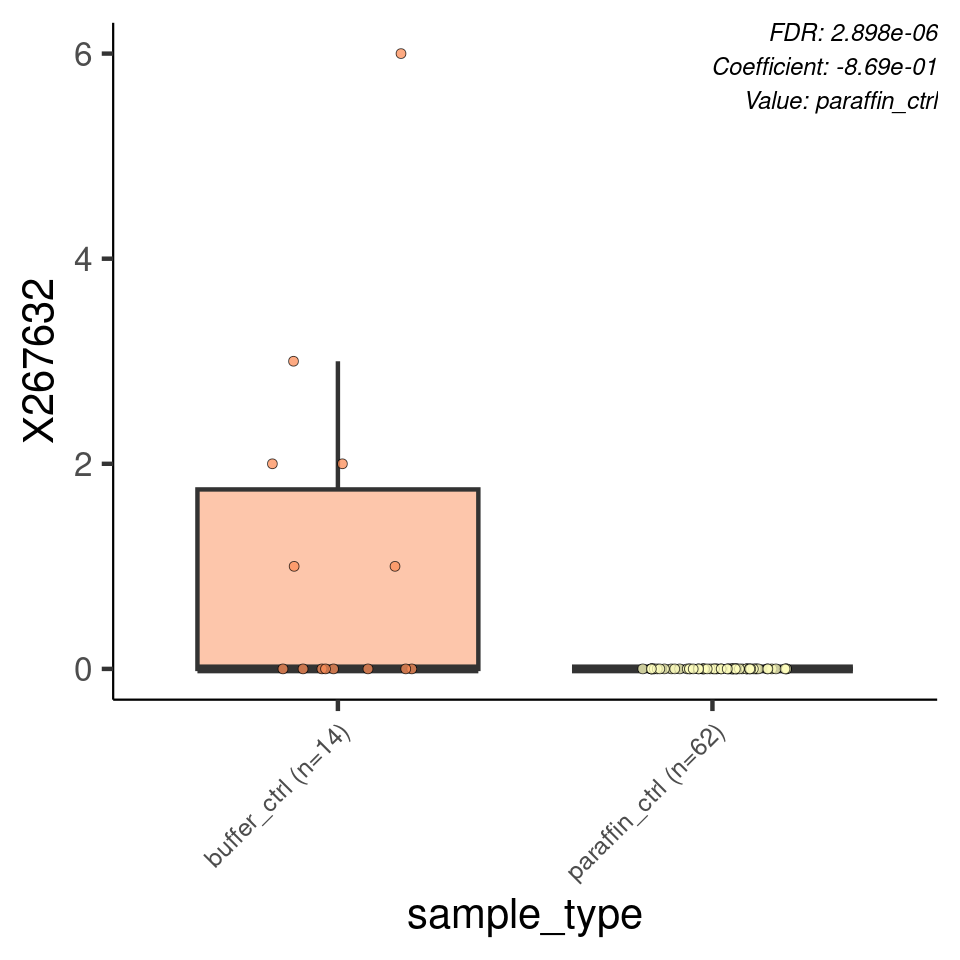 FDR: 2.898e-06
Coefficient: -8.69e-01
Value: paraffin_ctrl
6
4
2
0
X267632
buffer_ctrl (n=14)
paraffin_ctrl (n=62)
sample_type